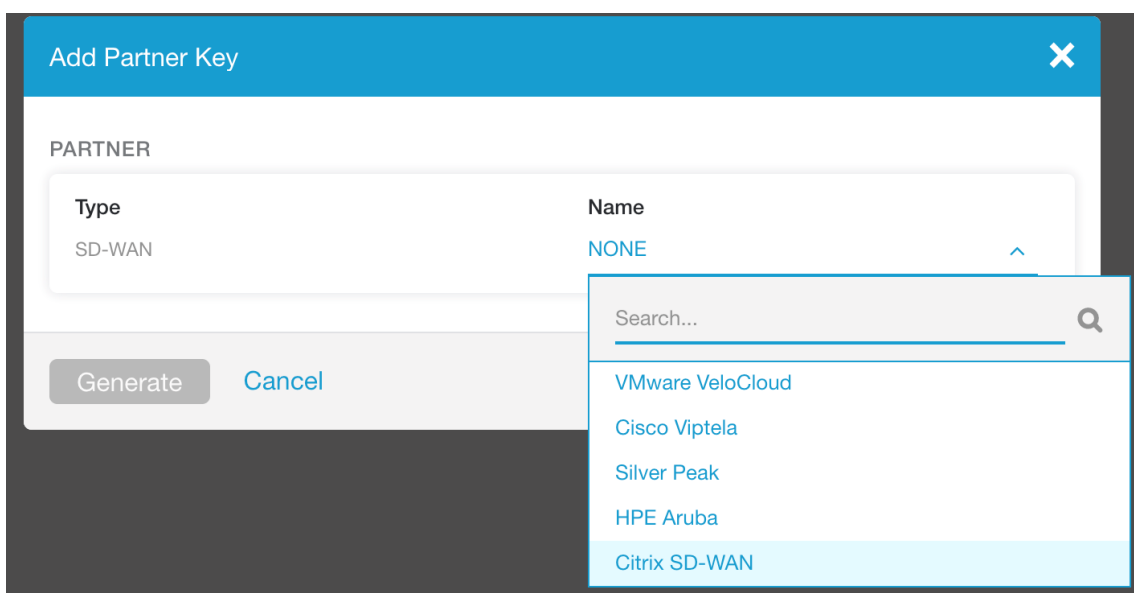 Add Partner Key
PARTNER
Type
Name
SD-WAN
NONE
Search...
Generate
Cancel
VMware VeloCloud
Cisco Viptela
Silver Peak
HPE Aruba
Citrix SD-WAN